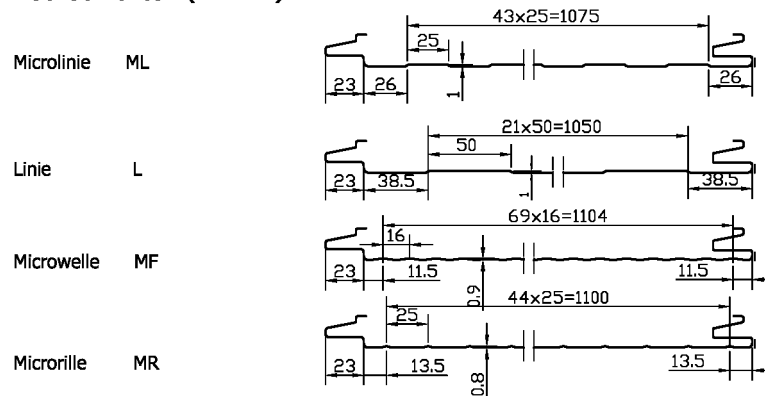 43x25=1075
25
Microlinie ML
23 26 1 26
21x50=1050
50
Linie L
23 38.5 1 38.5
69x16=1104
16
Microwelle MF
23 11.5 0.9 11.5
44x25=1100
25
Microrille MR
23 13.5 0.8 13.5